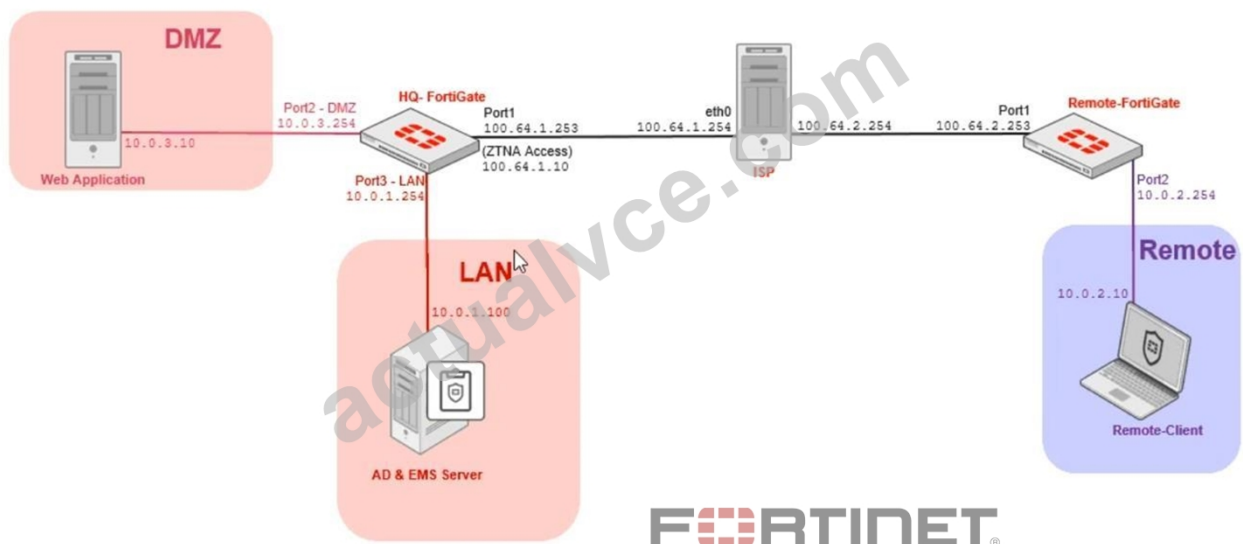 DMZ
Port2 - DMZ
10.0.3.254
10.0.3.10
Web Application
HQ- FortiGate
Port1
100.64.1.253
(ZTNA Access)
100.64.1.10
Port3 - LAN
10.0.1.254
eth0
100.64.1.254
100.64.2.254
ISP
Port1
100.64.2.253
Remote-FortiGate
Port2
10.0.2.254
LAN
10.0.1.100
AD & EMS Server
Remote
10.0.2.10
Remote-Client
actualvce.com
FORTINET®